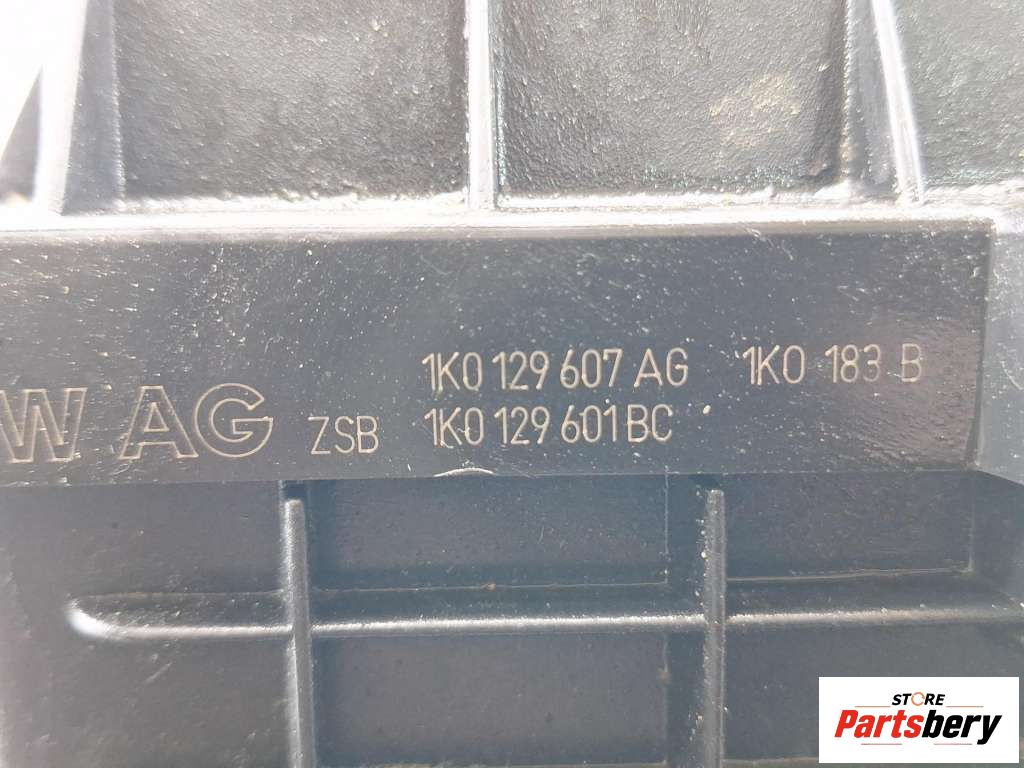 1K0 129 607 AG 1K0 183 B
W AG ZSB 1K0 129 601 BC
STORE
Partsbery